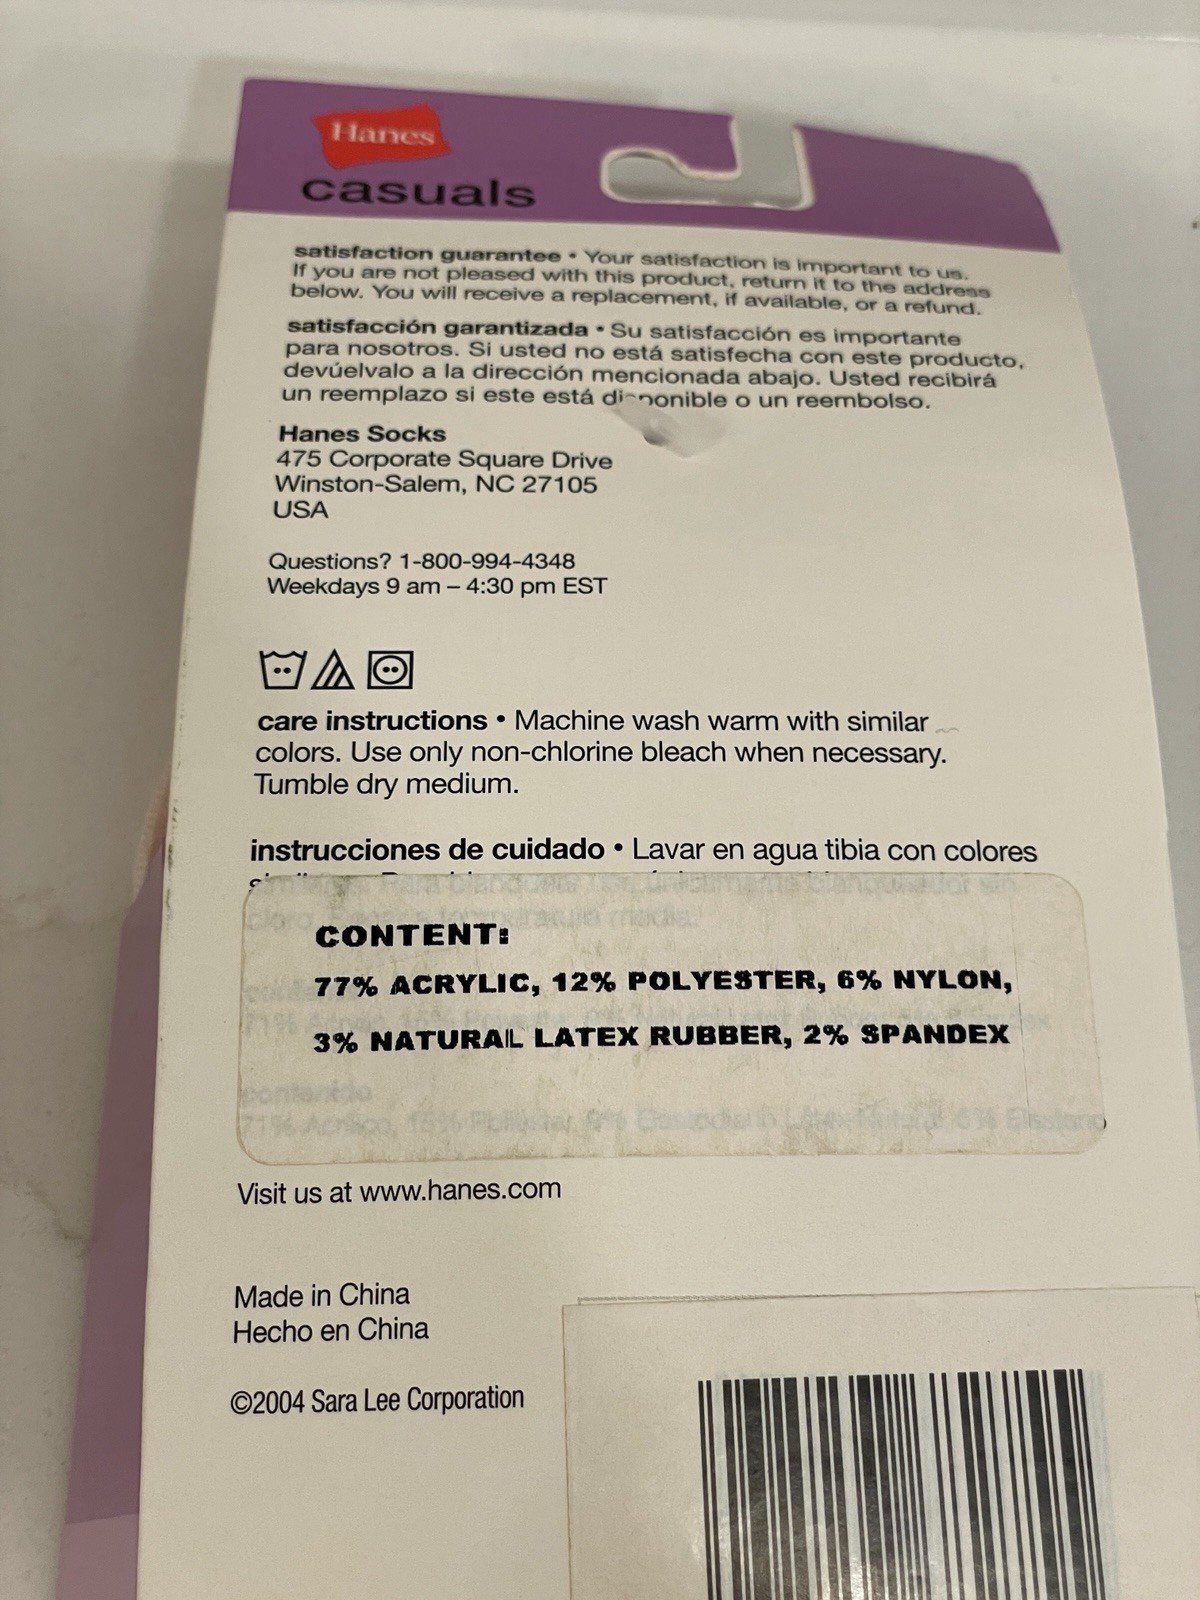 Hanes
casuals
satisfaction guarantee • Your satisfaction is important to us.
If you are not pleased with this product, return it to the address
below. You will receive a replacement, if available, or a refund.
satisfacción garantizada • Su satisfacción es importante
para nosotros. Si usted no está satisfecha con este producto,
devúelvalo a la dirección mencionada abajo. Usted recibirá
un reemplazo si este está disponible o un reembolso.
Hanes Socks
475 Corporate Square Drive
Winston-Salem, NC 27105
USA
Questions? 1-800-994-4348
Weekdays 9 am – 4:30 pm EST
care instructions • Machine wash warm with similar
colors. Use only non-chlorine bleach when necessary.
Tumble dry medium.
instrucciones de cuidado • Lavar en agua tibia con colores
CONTENT:
77% ACRYLIC, 12% POLYESTER, 6% NYLON,
3% NATURAL LATEX RUBBER, 2% SPANDEX
contenido
Visit us at www.hanes.com
Made in China
Hecho en China
©2004 Sara Lee Corporation